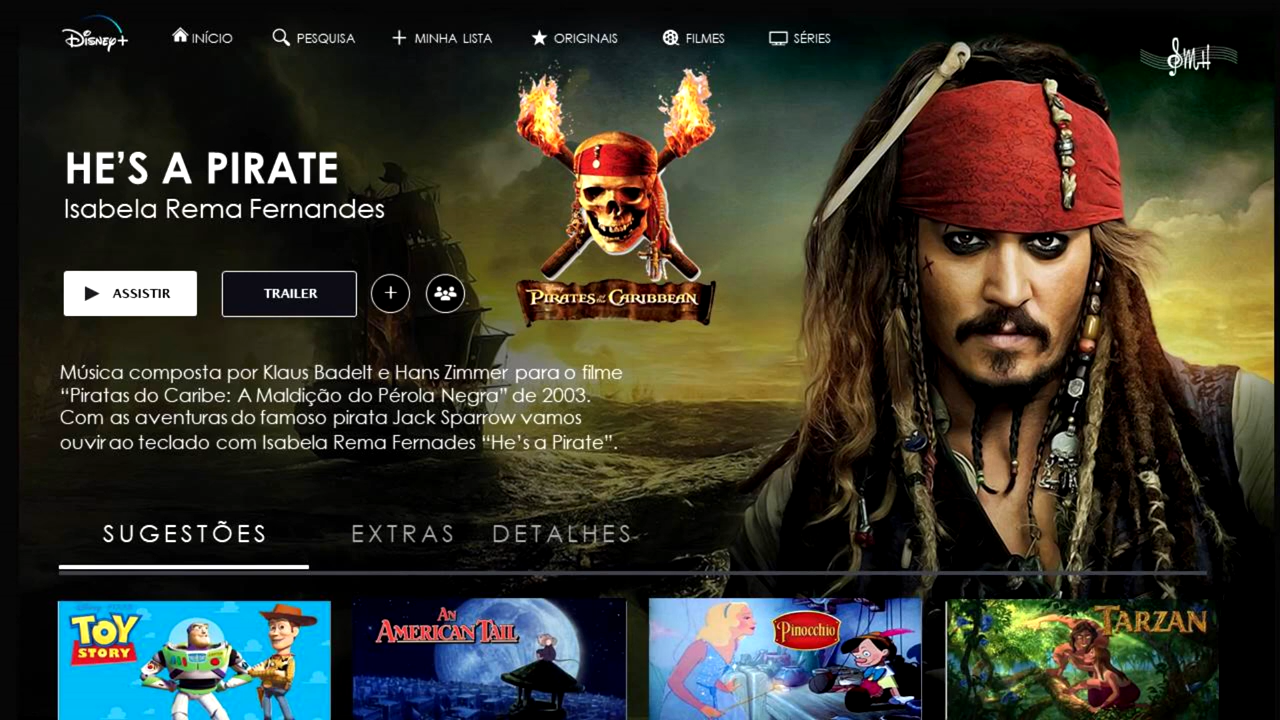 Disney+
INÍCIO
PESQUISA
MINHA LISTA
ORIGINAIS
FILMES
SÉRIES
SMH
HE'S A PIRATE
Isabela Rema Fernandes
ASSISTIR
TRAILER
PIRATES of the CARIBBEAN
Música composta por Klaus Badelt e Hans Zimmer para o filme
“Piratas do Caribe: A Maldição do Pérola Negra” de 2003.
Com as aventuras do famoso pirata Jack Sparrow vamos
ouvir ao teclado com Isabela Rema Fernades “He's a Pirate”.
SUGESTÕES
EXTRAS
DETALHES
TOY
STORY
AN
AMERICAN TAIL
Pinocchio
TARZAN